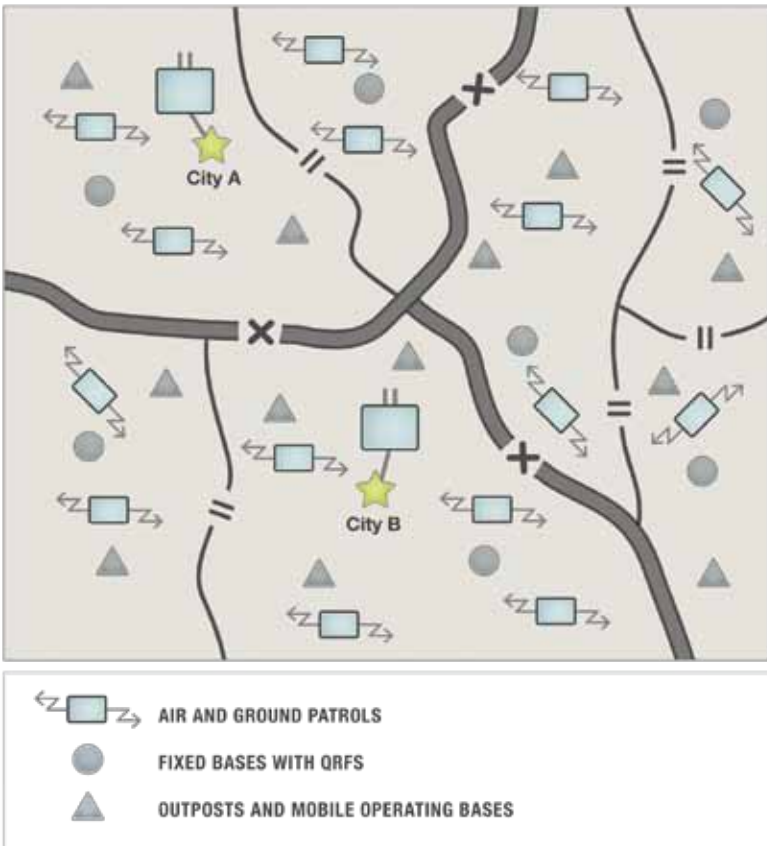 City A
City B
AIR AND GROUND PATROLS
FIXED BASES WITH QRFS
OUTPOSTS AND MOBILE OPERATING BASES